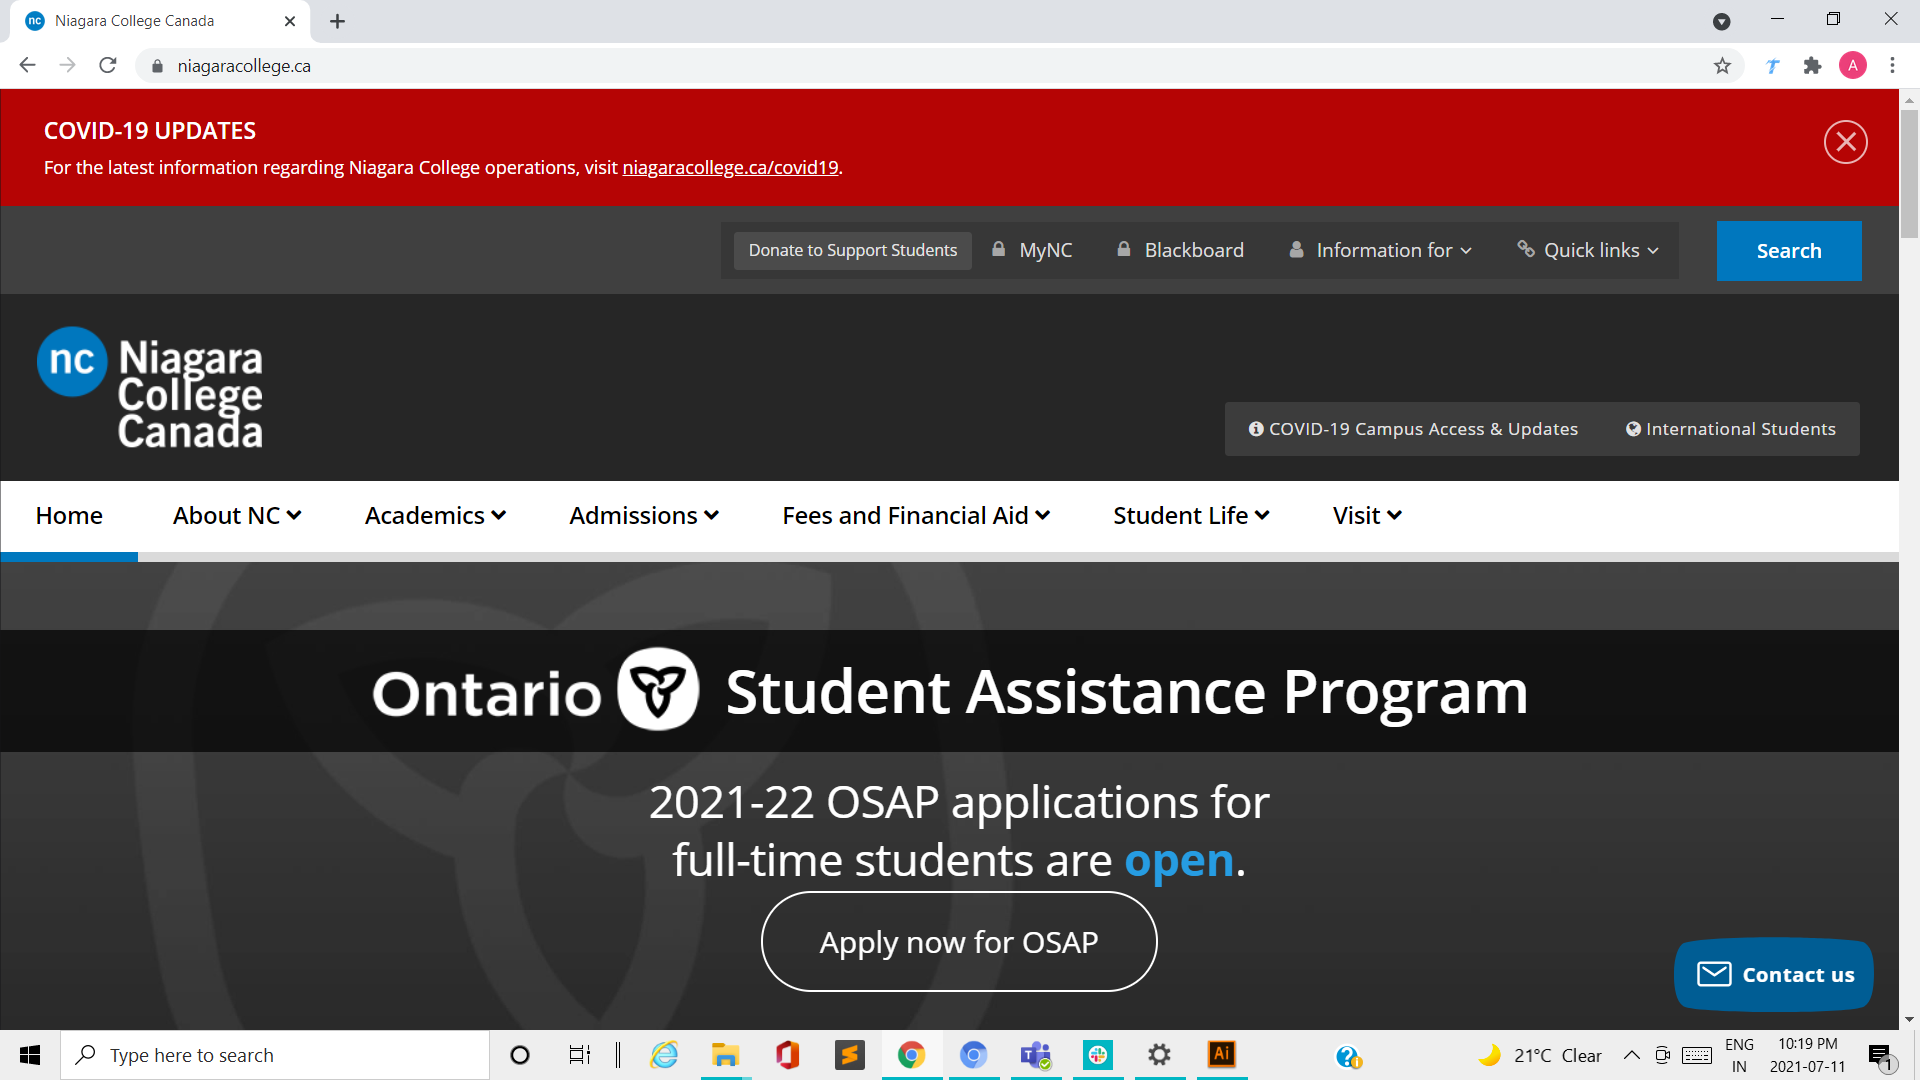 nc Niagara College Canada
niagaracollege.ca
A
COVID-19 UPDATES
For the latest information regarding Niagara College operations, visit niagaracollege.ca/covid19.
Donate to Support Students MyNC Blackboard Information for Quick links Search
nc Niagara
College
Canada
COVID-19 Campus Access & Updates International Students
Home About NC Academics Admissions Fees and Financial Aid Student Life Visit
Ontario Student Assistance Program
2021-22 OSAP applications for
full-time students are open.
Apply now for OSAP
Contact us
Type here to search
Ai
21°C Clear
ENG
IN
10:19 PM
2021-07-11
1